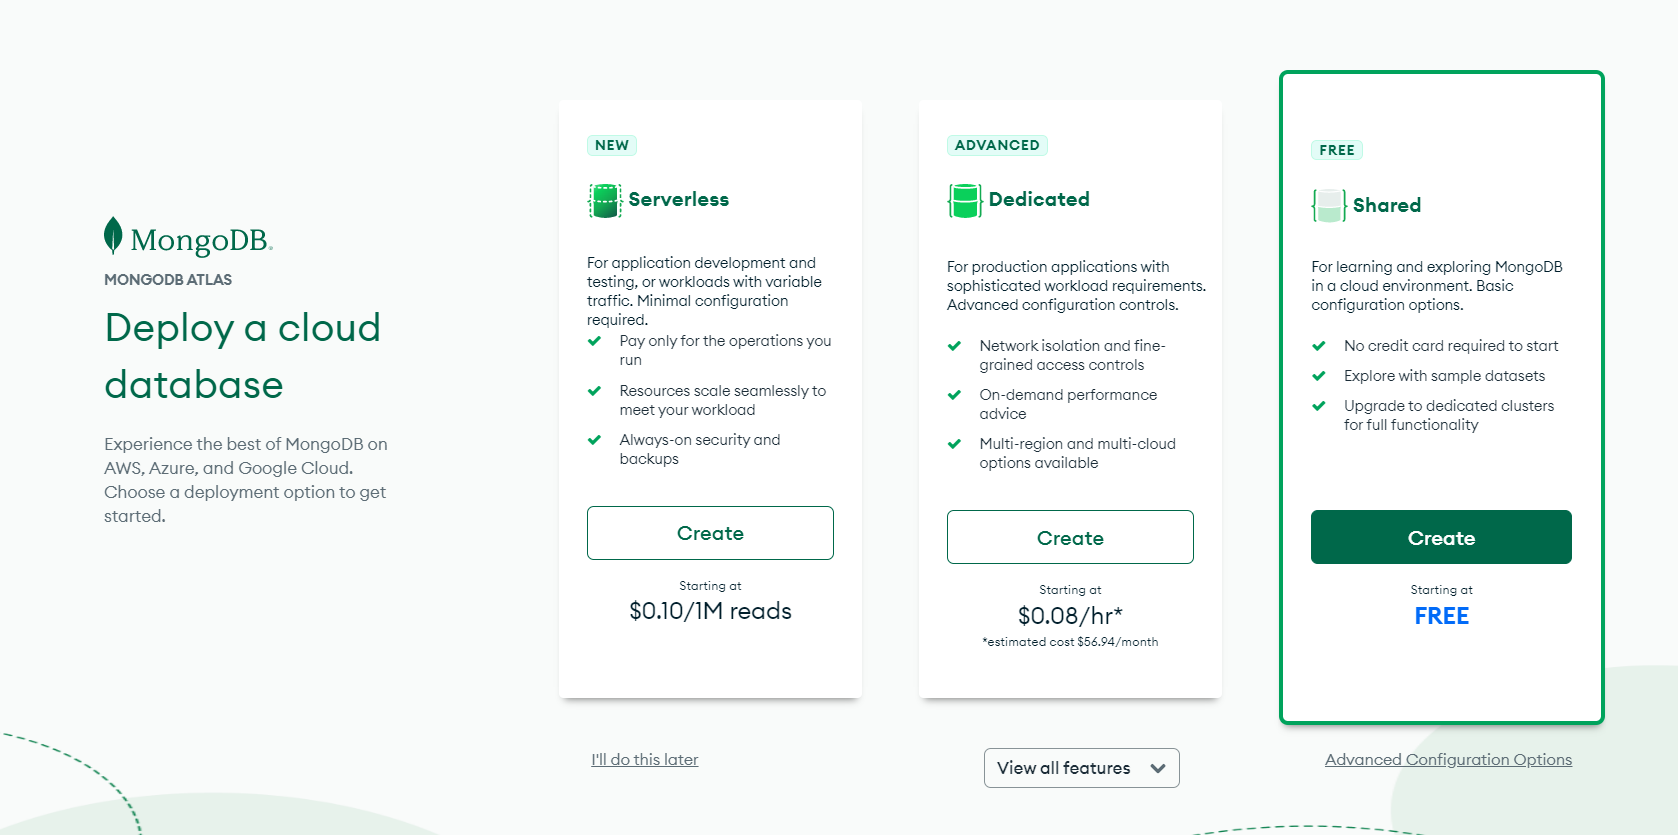 MongoDB.
MONGODB ATLAS
Deploy a cloud
database
Experience the best of MongoDB on
AWS, Azure, and Google Cloud.
Choose a deployment option to get
started.
NEW
Serverless
For application development and
testing, or workloads with variable
traffic. Minimal configuration
required.
Pay only for the operations you
run
Resources scale seamlessly to
meet your workload
Always-on security and
backups
Create
Starting at
$0.10/1M reads
ADVANCED
Dedicated
For production applications with
sophisticated workload requirements.
Advanced configuration controls.
Network isolation and fine-
grained access controls
On-demand performance
advice
Multi-region and multi-cloud
options available
Create
Starting at
$0.08/hr*
*estimated cost $56.94/month
FREE
Shared
For learning and exploring MongoDB
in a cloud environment. Basic
configuration options.
No credit card required to start
Explore with sample datasets
Upgrade to dedicated clusters
for full functionality
Create
Starting at
FREE
I'll do this later
View all features
Advanced Configuration Options